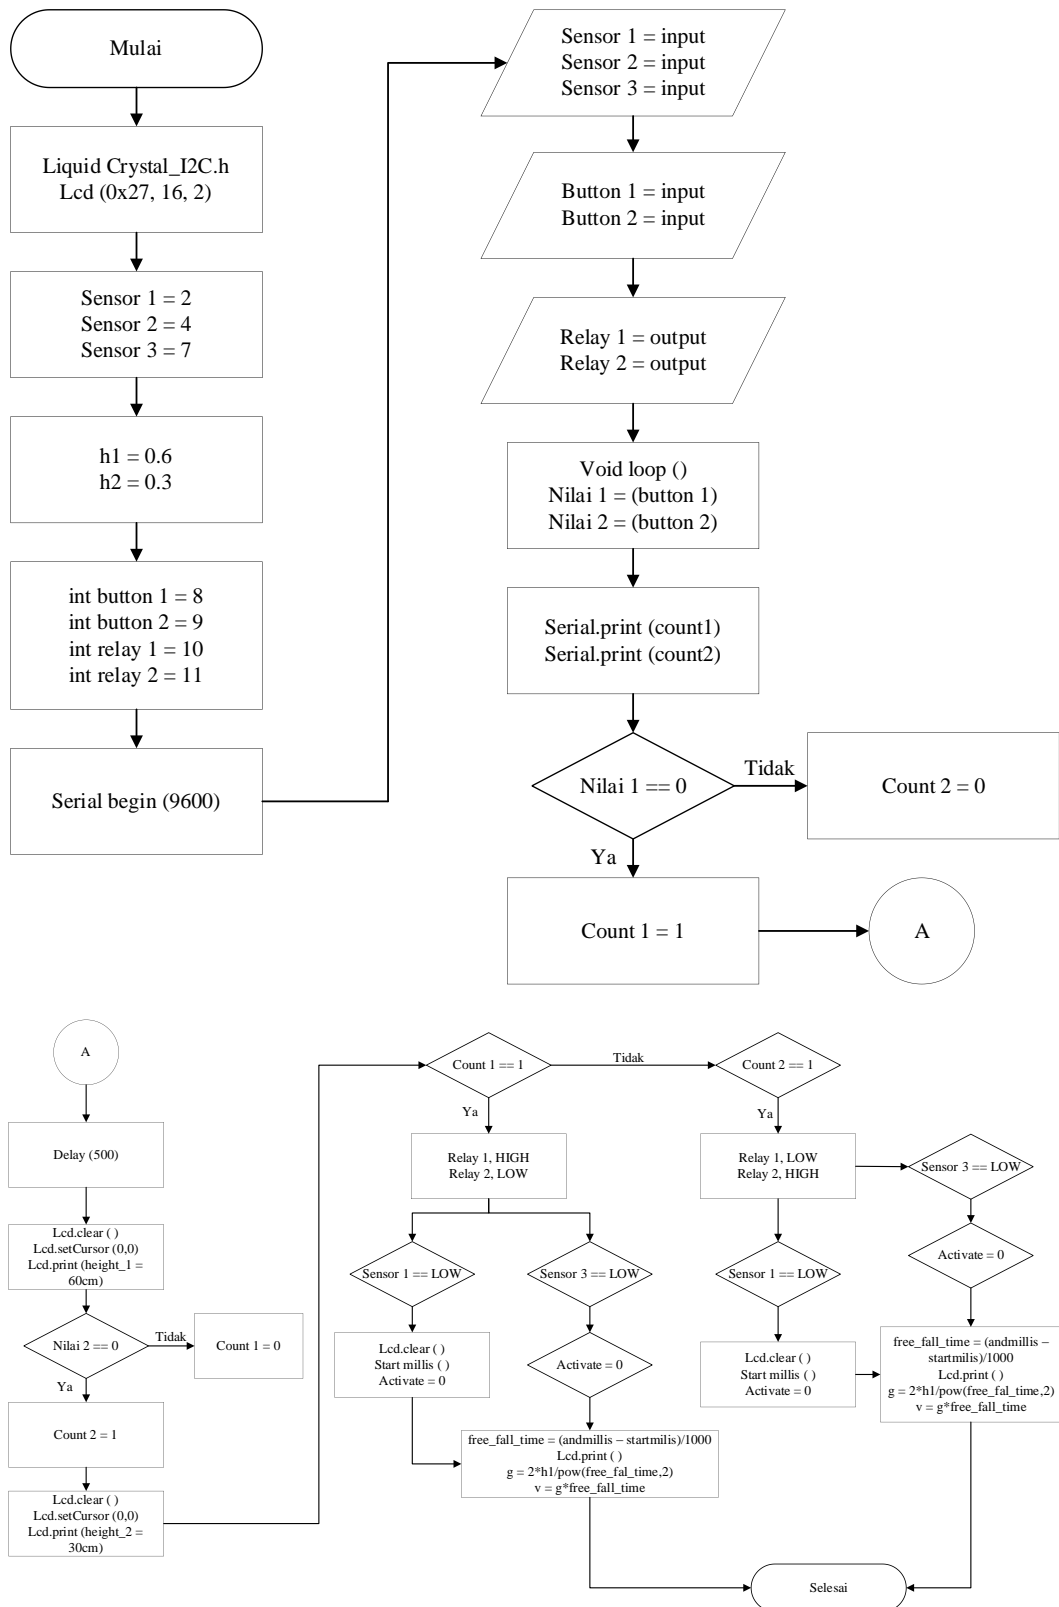 Mulai
Liquid Crystal_I2C.h
Lcd (0x27, 16, 2)
Sensor 1 = 2
Sensor 2 = 4
Sensor 3 = 7
h1 = 0.6
h2 = 0.3
int button 1 = 8
int button 2 = 9
int relay 1 = 10
int relay 2 = 11
Serial begin (9600)
Sensor 1 = input
Sensor 2 = input
Sensor 3 = input
Button 1 = input
Button 2 = input
Relay 1 = output
Relay 2 = output
Void loop ()
Nilai 1 = (button 1)
Nilai 2 = (button 2)
Serial.print (count1)
Serial.print (count2)
Nilai 1 == 0
Tidak
Count 2 = 0
Ya
Count 1 = 1
A
A
Delay (500)
Lcd.clear ( )
Lcd.setCursor (0,0)
Lcd.print (height_1 =
60cm)
Nilai 2 == 0
Tidak
Count 1 = 0
Ya
Count 2 = 1
Lcd.clear ( )
Lcd.setCursor (0,0)
Lcd.print (height_2 =
30cm)
Count 1 == 1
Tidak
Ya
Relay 1, HIGH
Relay 2, LOW
Sensor 1 == LOW
Sensor 3 == LOW
Lcd.clear ( )
Start millis ( )
Activate = 0
Activate = 0
free_fall_time = (andmillis – startmilis)/1000
Lcd.print ( )
g = 2*h1/pow(free_fal_time,2)
v = g*free_fall_time
Count 2 == 1
Ya
Relay 1, LOW
Relay 2, HIGH
Sensor 3 == LOW
Activate = 0
Sensor 1 == LOW
Lcd.clear ( )
Start millis ( )
Activate = 0
free_fall_time = (andmillis –
startmilis)/1000
Lcd.print ( )
g = 2*h1/pow(free_fal_time,2)
v = g*free_fall_time
Selesai